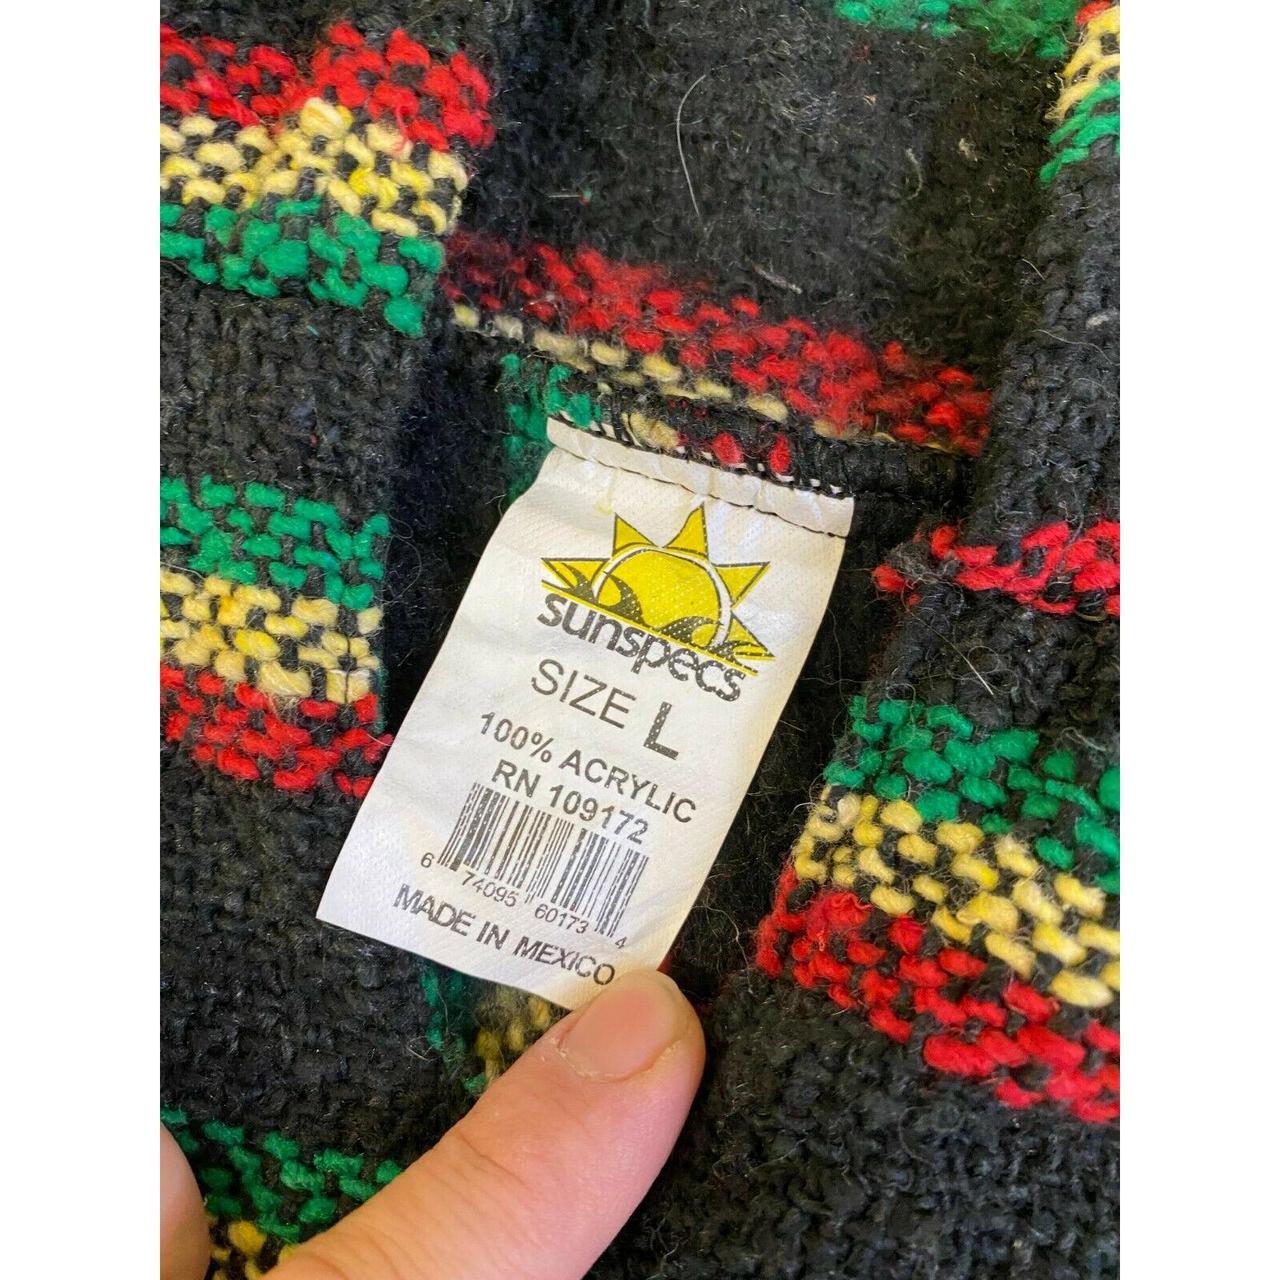 sunspecs
SIZE L
100% ACRYLIC
RN 109172
6 74095 60173 4
MADE IN MEXICO